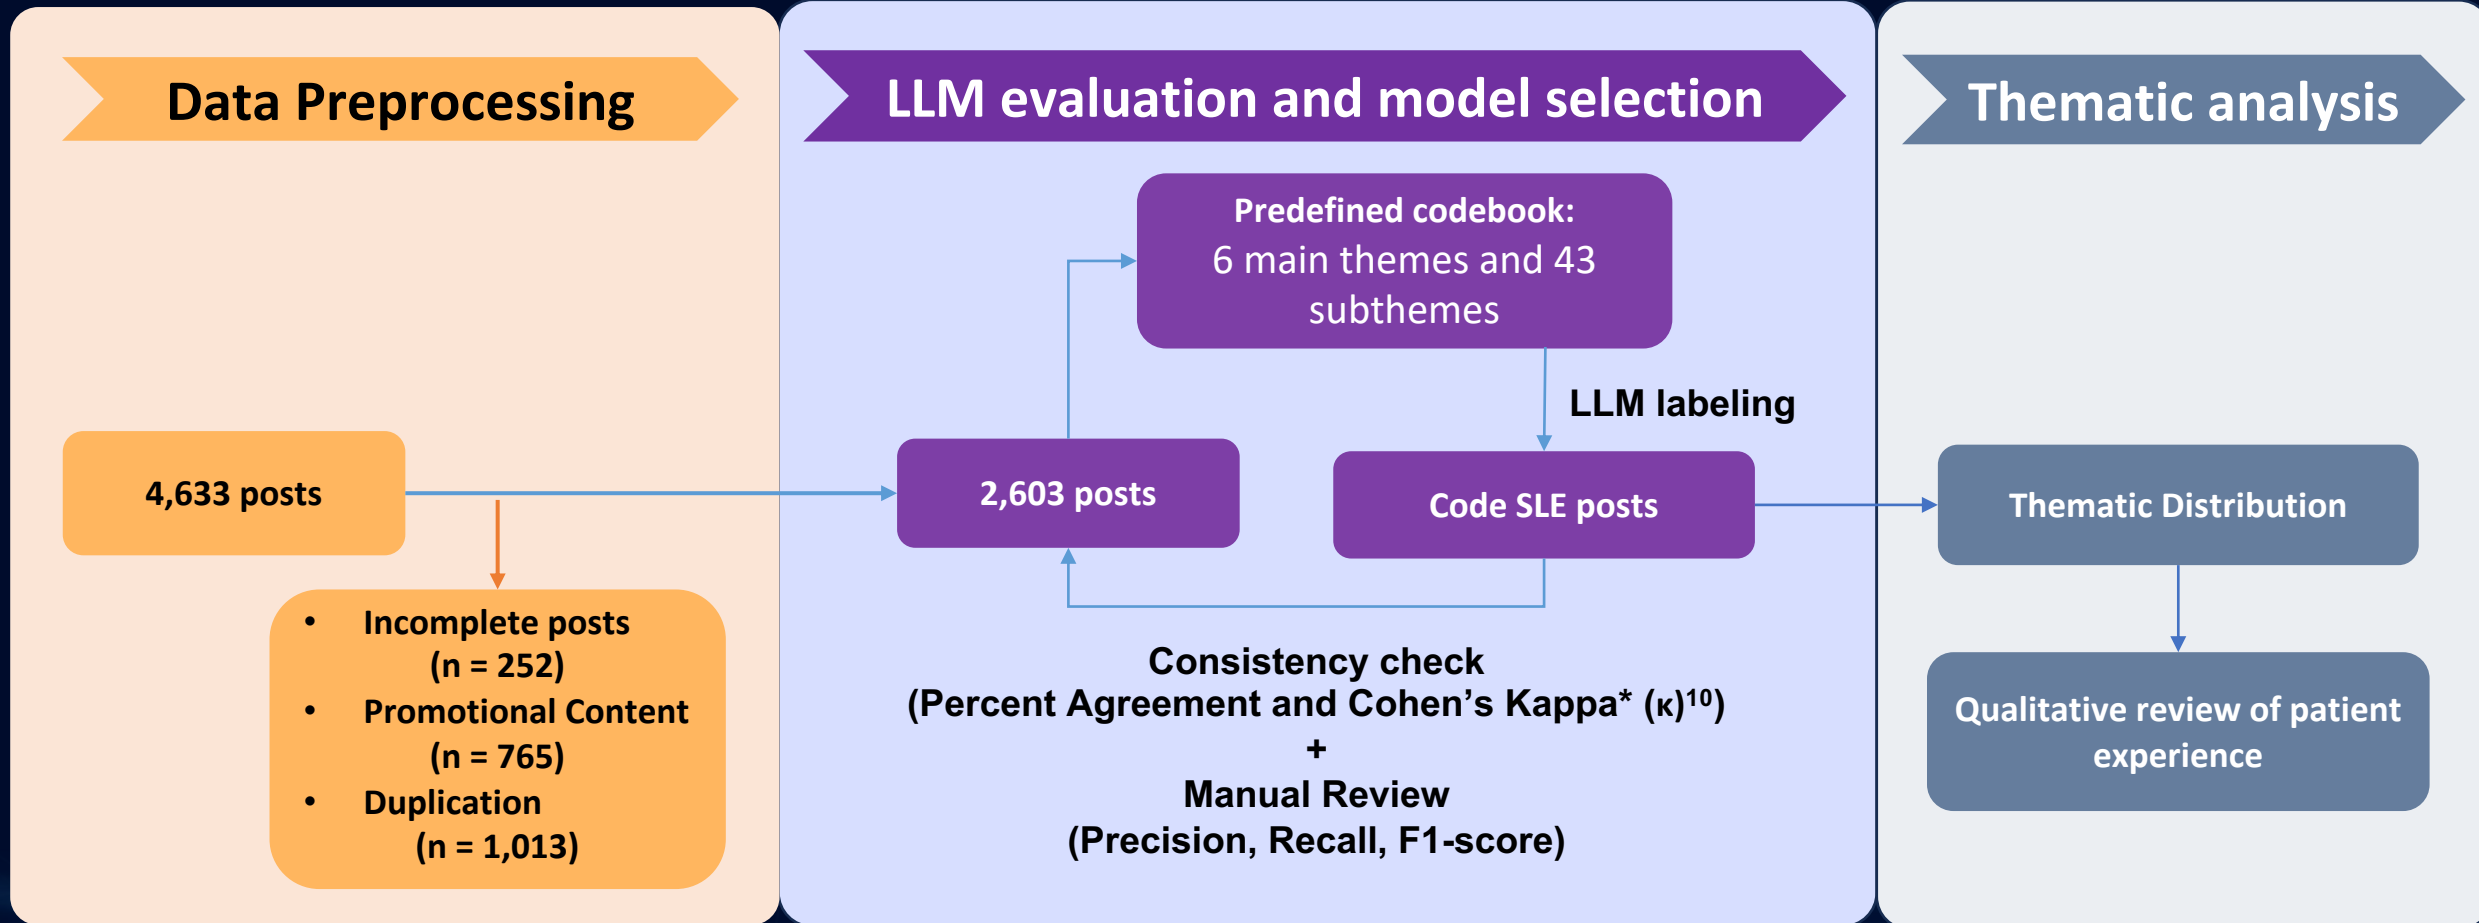 Data Preprocessing
4,633 posts
• Incomplete posts
(n = 252)
• Promotional Content
(n = 765)
• Duplication
(n = 1,013)
LLM evaluation and model selection
Predefined codebook:
6 main themes and 43
subthemes
LLM labeling
2,603 posts
Code SLE posts
Consistency check
(Percent Agreement and Cohen’s Kappa* (κ)¹⁰)
+
Manual Review
(Precision, Recall, F1-score)
Thematic analysis
Thematic Distribution
Qualitative review of patient
experience